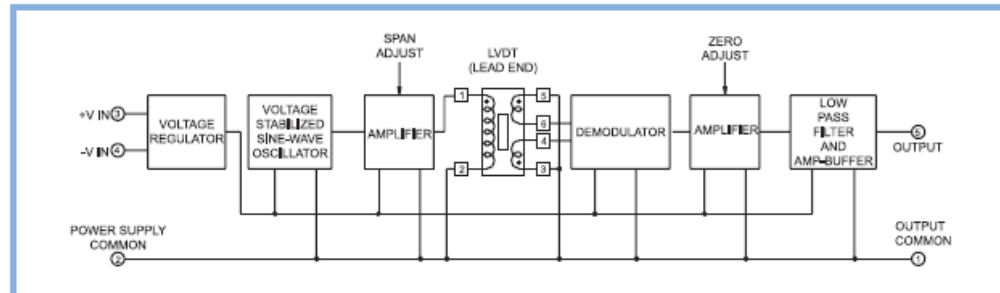 SPAN
ADJUST
LVDT
(LEAD END)
ZERO
ADJUST
+V IN 3
-V IN 4
VOLTAGE
REGULATOR
VOLTAGE
STABILIZED
SINE-WAVE
OSCILLATOR
AMPLIFIER
1
2
5
6
4
3
DEMODULATOR
AMPLIFIER
LOW
PASS
FILTER
AND
AMP-BUFFER
5
OUTPUT
POWER SUPPLY
COMMON
2
OUTPUT
COMMON
1